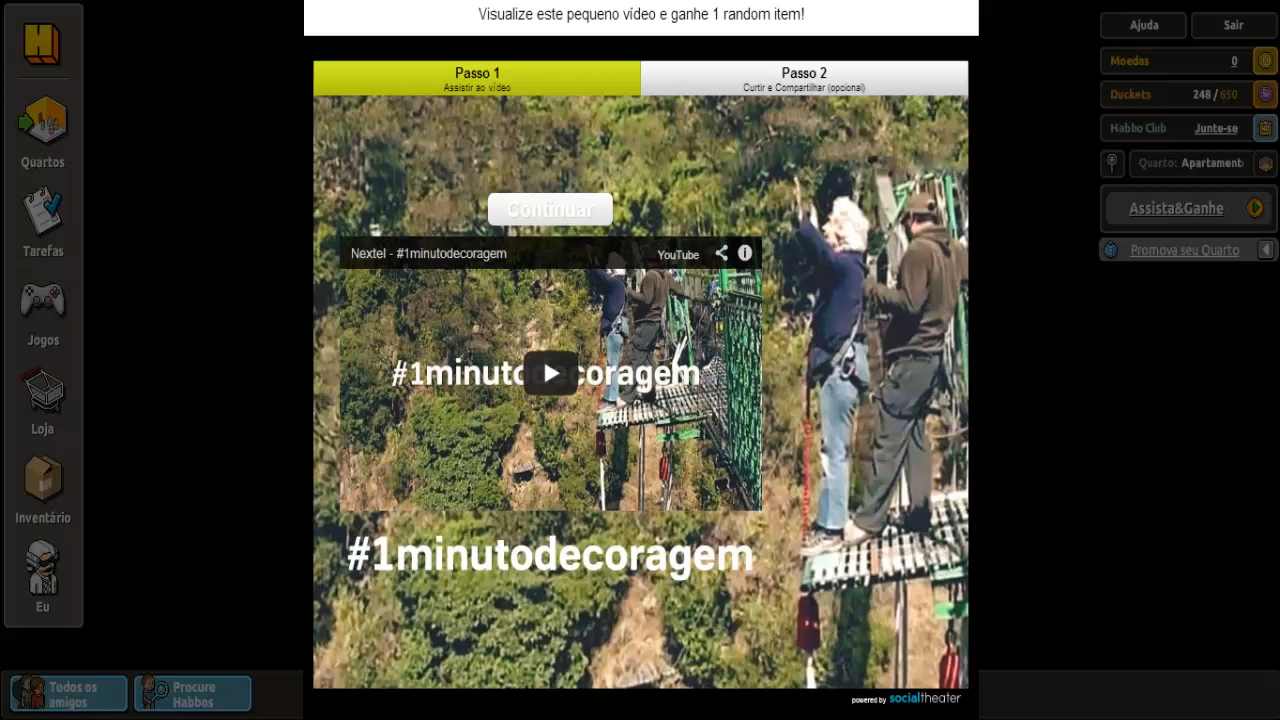 Visualize este pequeno vídeo e ganhe 1 random item!
Passo 1
Assistir ao vídeo
Passo 2
Curtir e Compartilhar (opcional)
Continuar
Nextel - #1minutodecoragem
YouTube
#1minutodecoragem
#1minutodecoragem
powered by socialtheater
H
Quartos
Tarefas
Jogos
Loja
Inventário
Eu
Todos os
amigos
Procure
Habbos
Ajuda
Sair
Moedas 0
Duckets 248 / 650
Habbo Club Junte-se
Quarto: Apartament
Assista&Ganhe
Promova seu Quarto